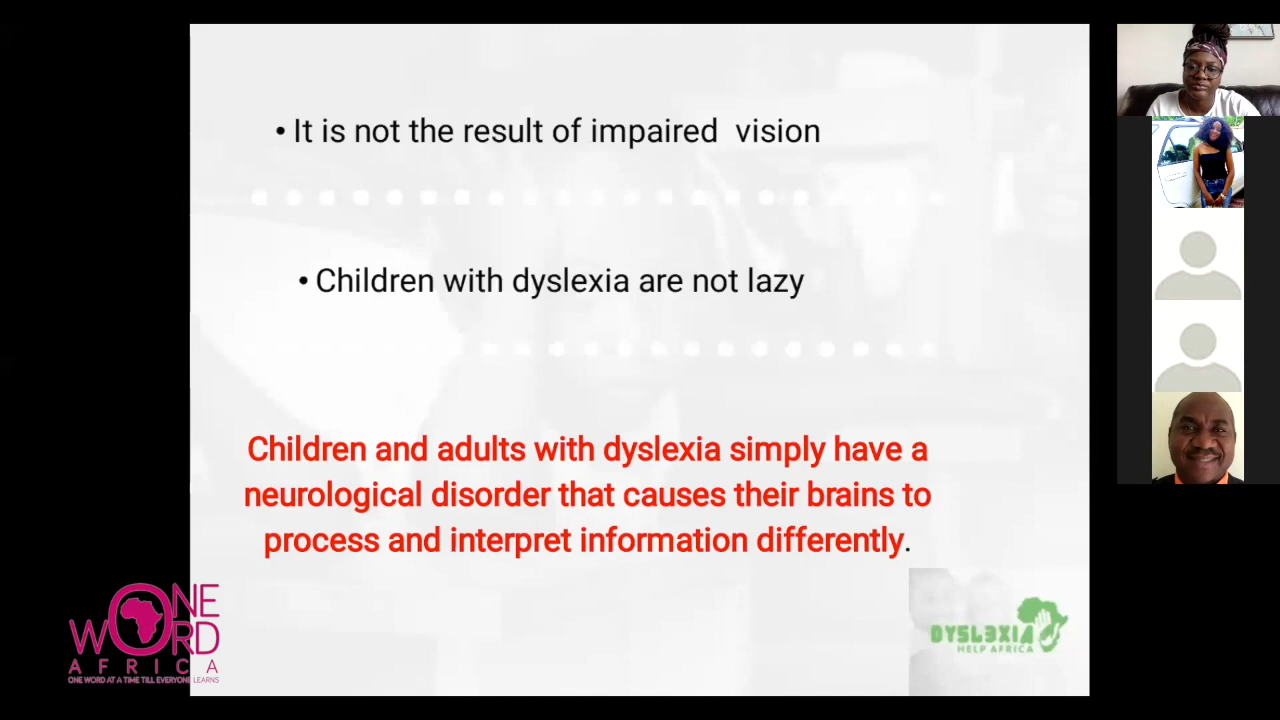 • It is not the result of impaired vision
• Children with dyslexia are not lazy
Children and adults with dyslexia simply have a
neurological disorder that causes their brains to
process and interpret information differently.
ONE
WORD
AFRICA
ONE WORD AT A TIME TILL EVERYONE LEARNS
DYSLEXIA
HELP AFRICA